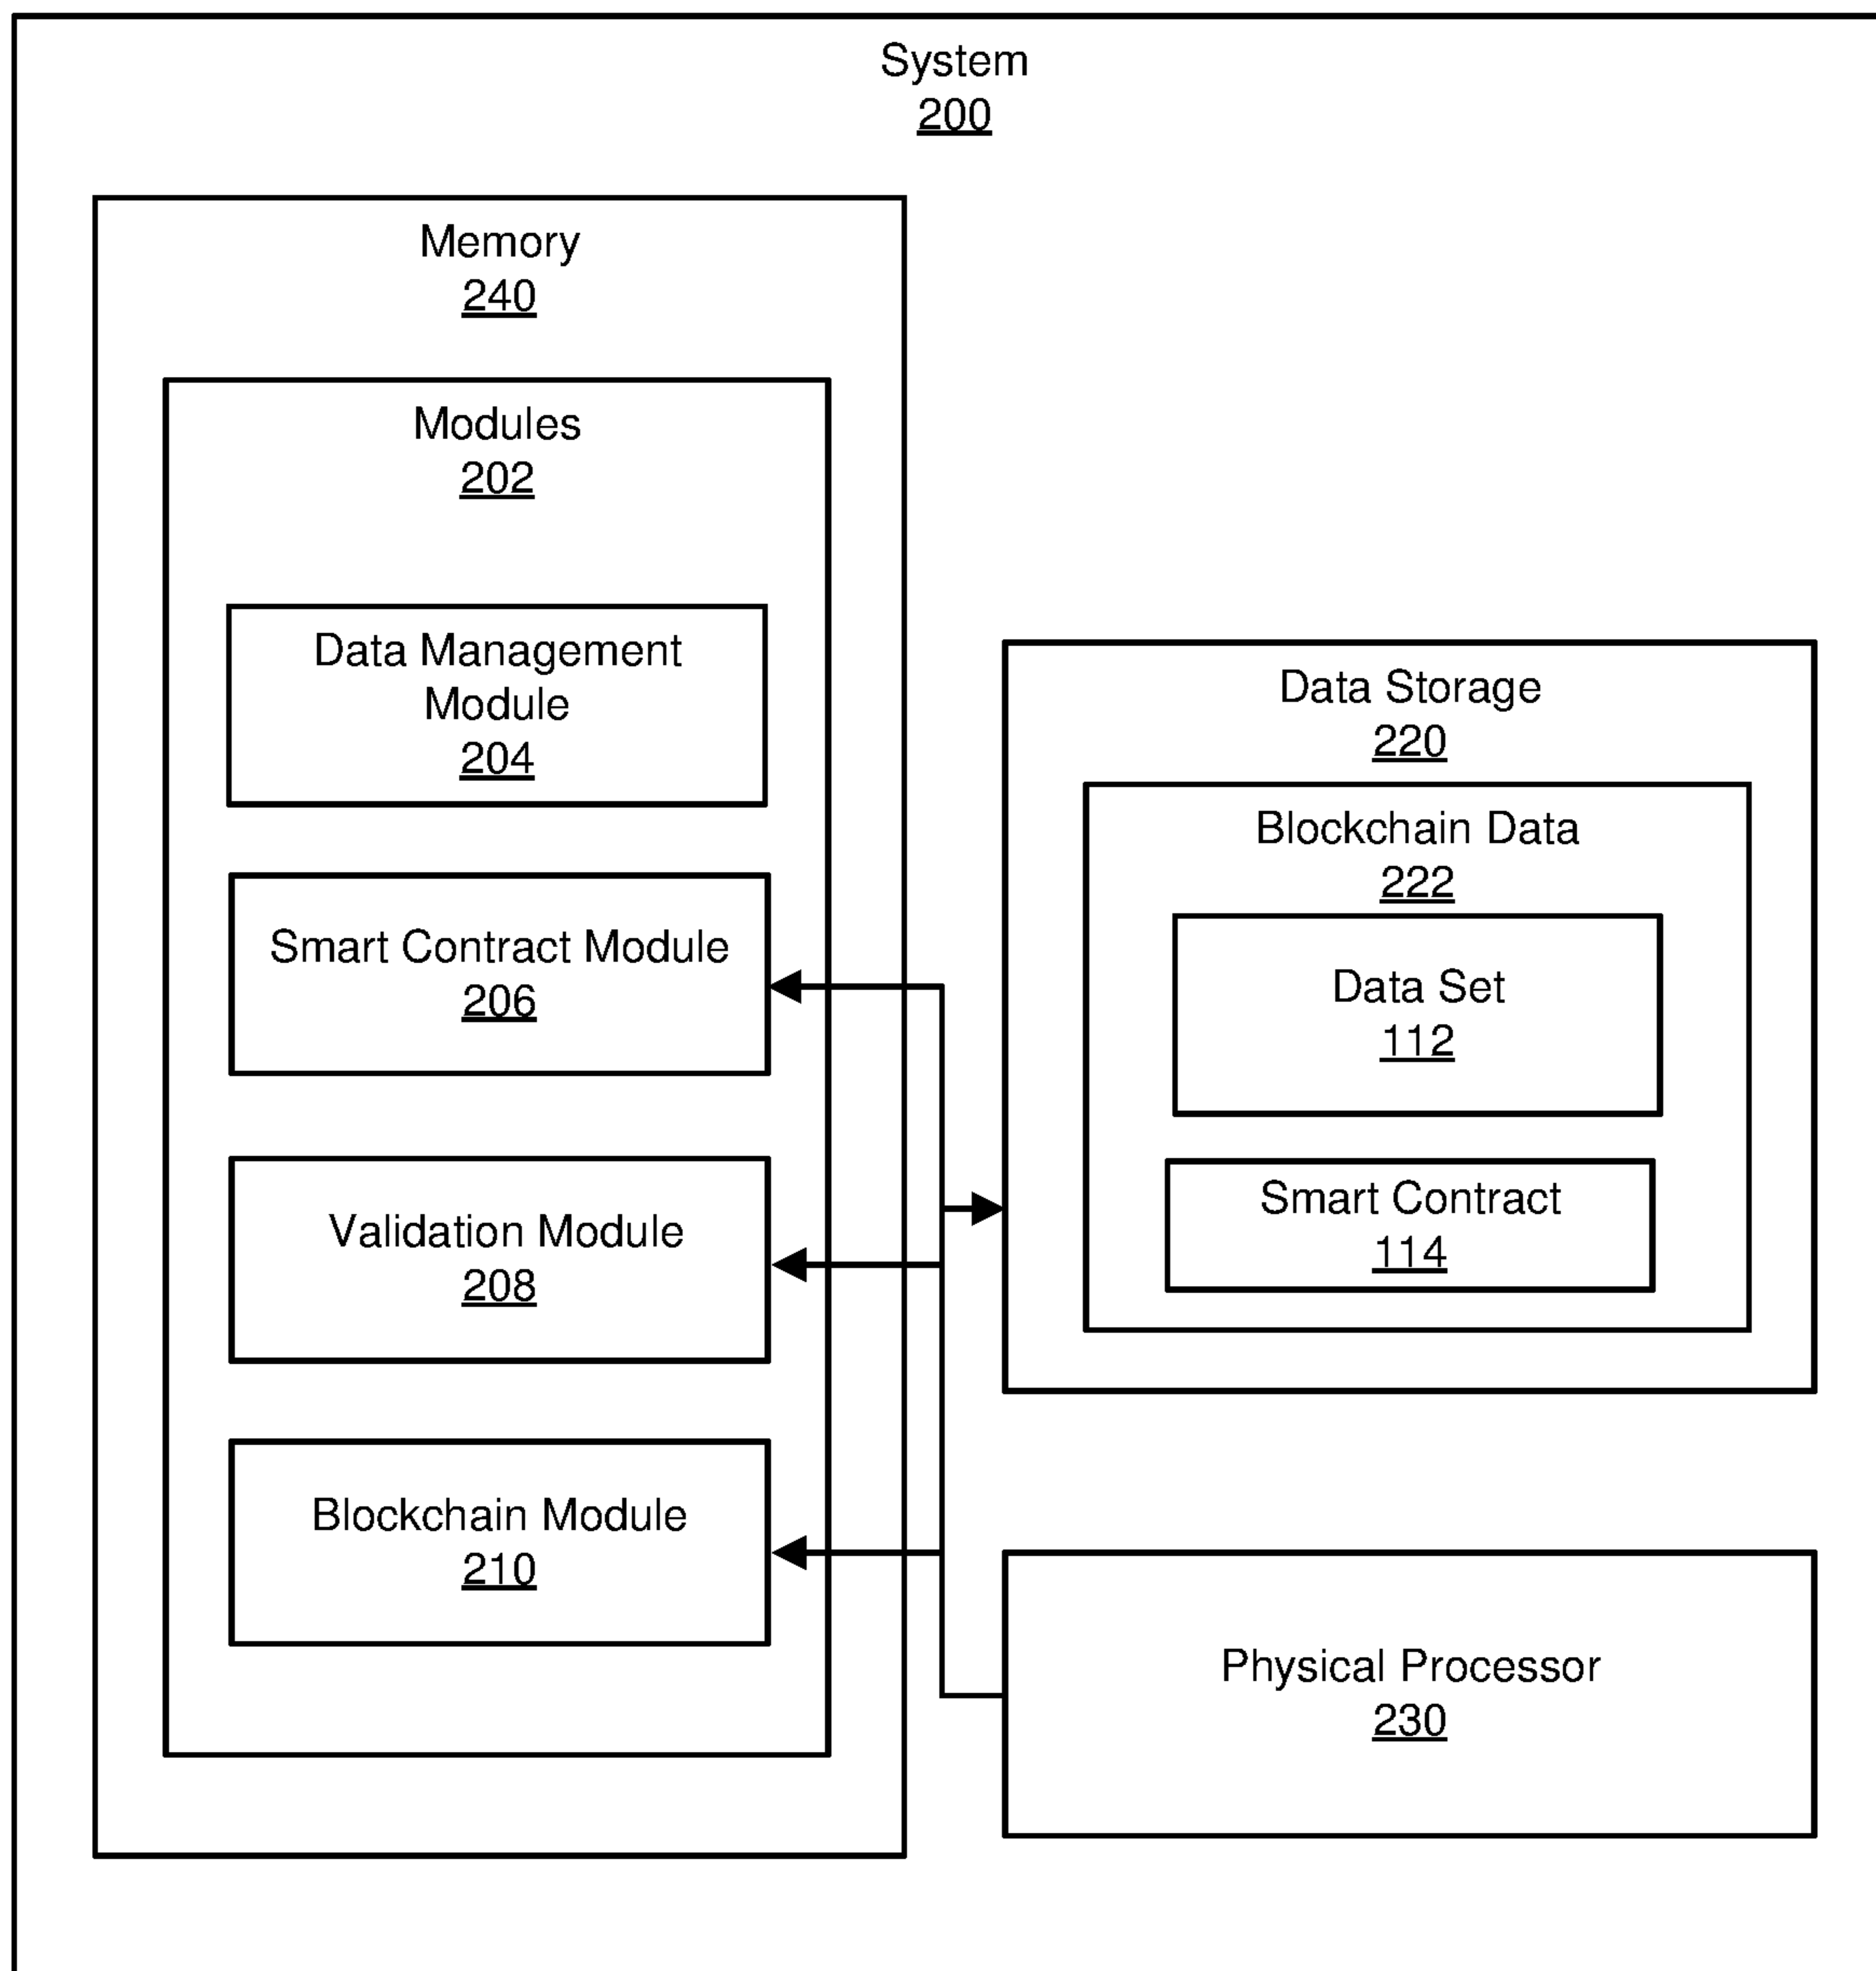 System
200
Memory
240
Modules
202
Data Management
Module
204
Smart Contract Module
206
Validation Module
208
Blockchain Module
210
Data Storage
220
Blockchain Data
222
Data Set
112
Smart Contract
114
Physical Processor
230